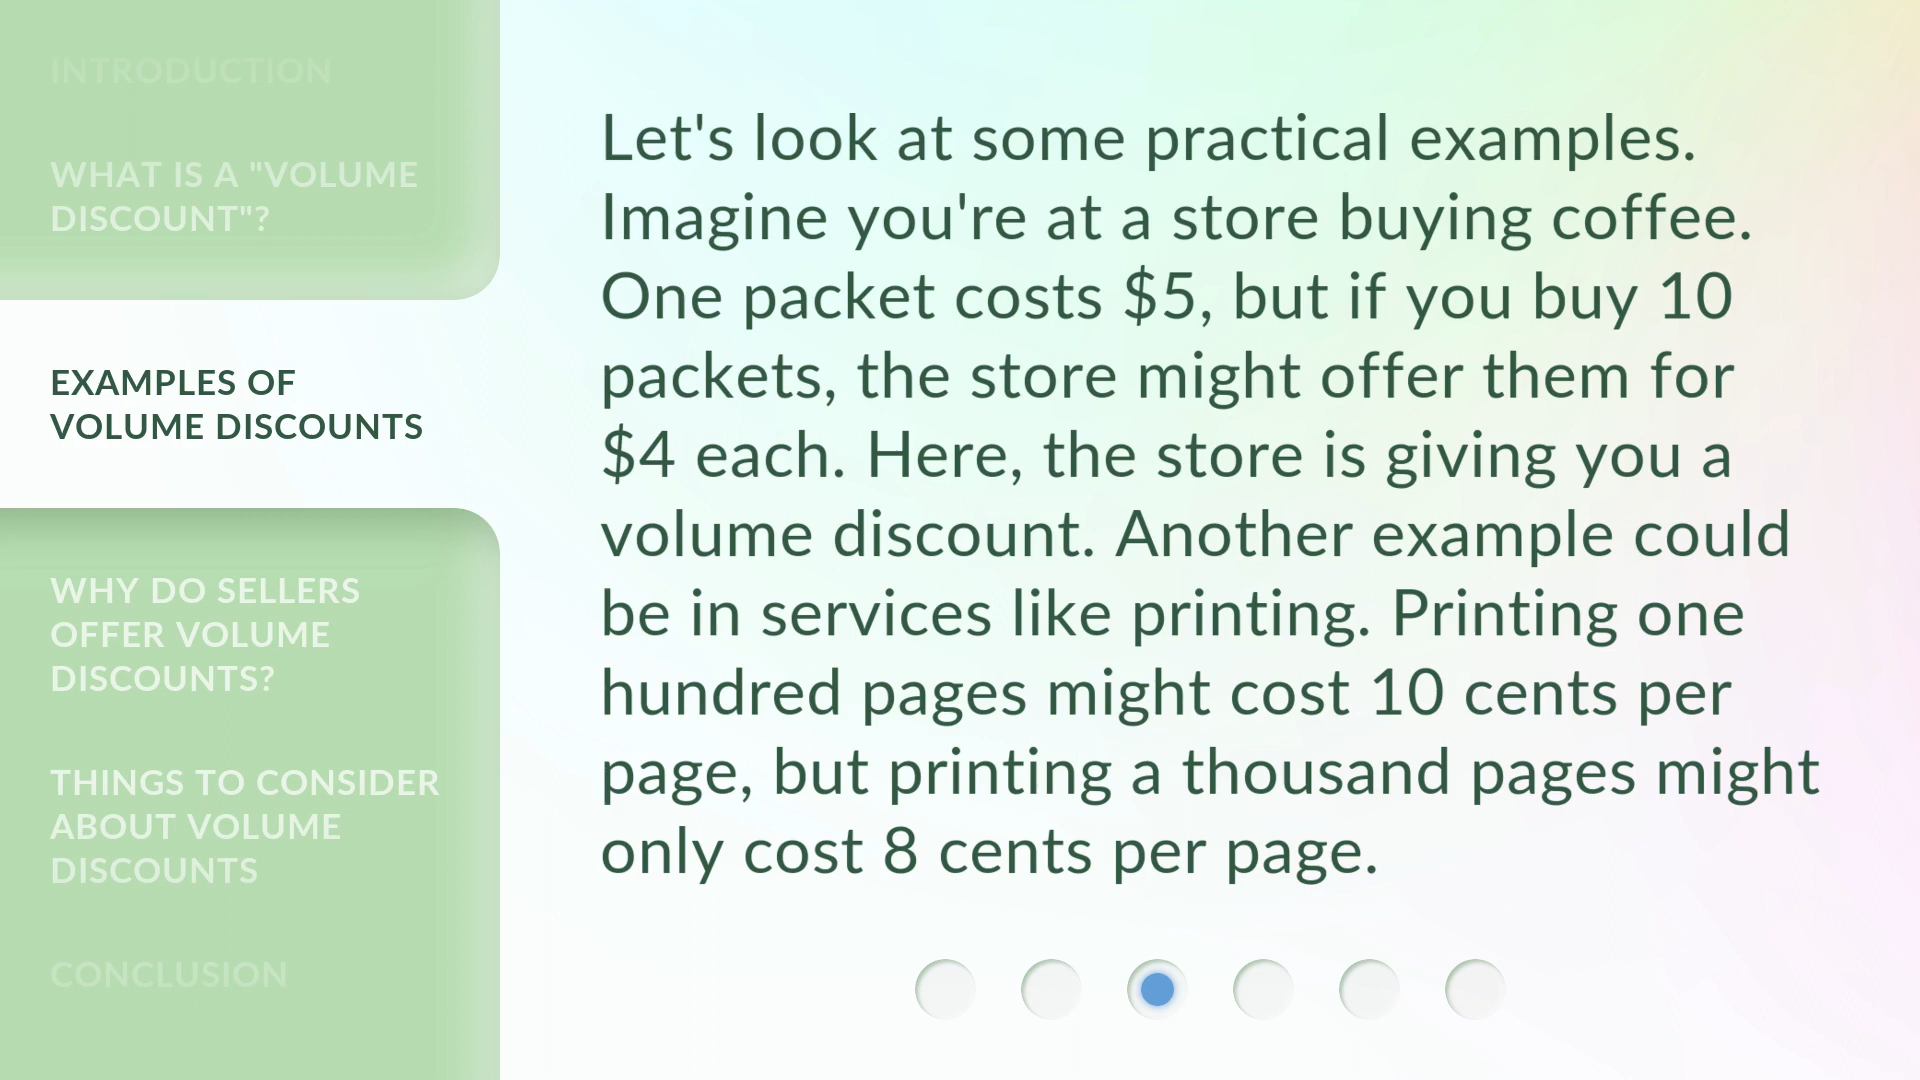 INTRODUCTION
WHAT IS A "VOLUME
DISCOUNT"?
EXAMPLES OF
VOLUME DISCOUNTS
WHY DO SELLERS
OFFER VOLUME
DISCOUNTS?
THINGS TO CONSIDER
ABOUT VOLUME
DISCOUNTS
CONCLUSION
Let's look at some practical examples.
Imagine you're at a store buying coffee.
One packet costs $5, but if you buy 10
packets, the store might offer them for
$4 each. Here, the store is giving you a
volume discount. Another example could
be in services like printing. Printing one
hundred pages might cost 10 cents per
page, but printing a thousand pages might
only cost 8 cents per page.